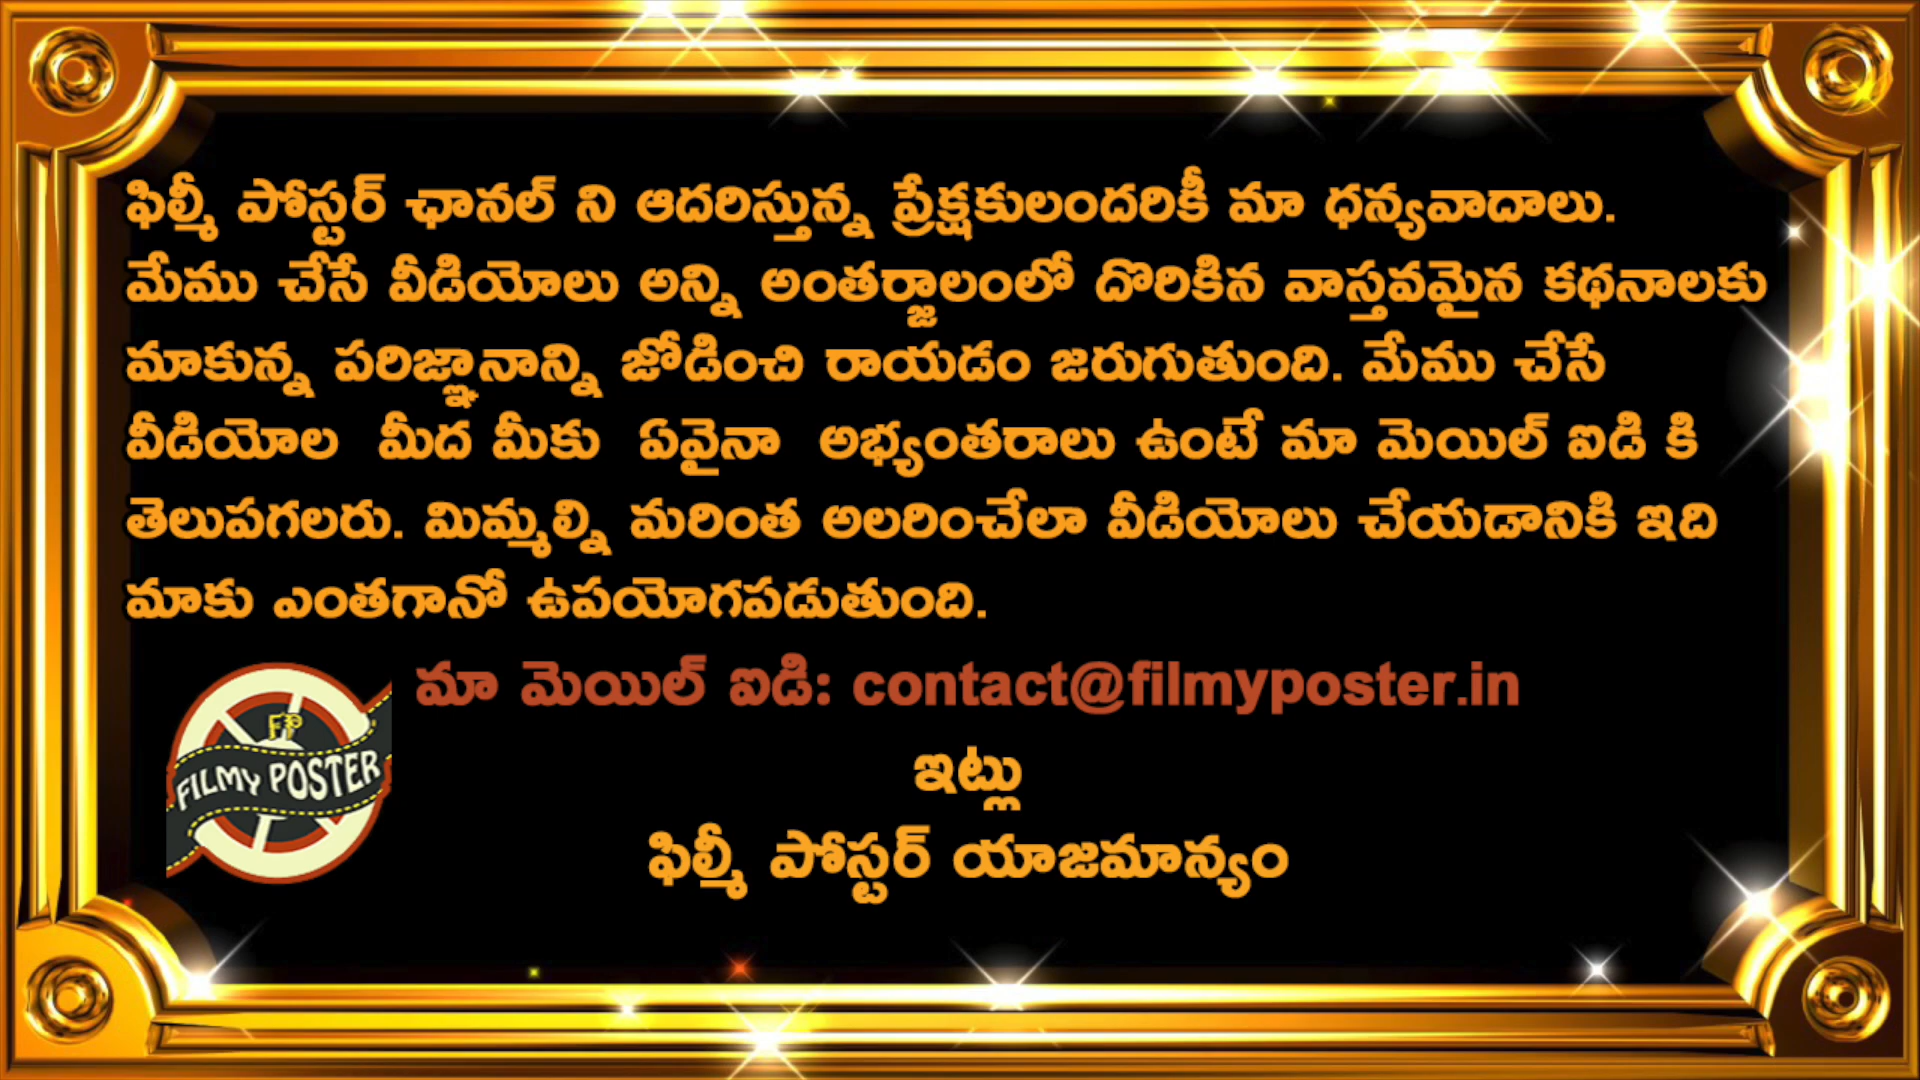 ఫిల్మీ పోస్టర్ ఛానల్ ని ఆదరిస్తున్న ప్రేక్షకులందరికీ మా ధన్యవాదాలు.
మేము చేసే వీడియోలు అన్ని అంతర్జాలంలో దొరికిన వాస్తవమైన కథనాలకు
మాకున్న పరిజ్ఞానాన్ని జోడించి రాయడం జరుగుతుంది. మేము చేసే
వీడియోల మీద మీకు ఏవైనా అభ్యంతరాలు ఉంటే మా మెయిల్ ఐడి కి
తెలుపగలరు. మిమ్మల్ని మరింత అలరించేలా వీడియోలు చేయడానికి ఇది
మాకు ఎంతగానో ఉపయోగపడుతుంది.
మా మెయిల్ ఐడి: contact@filmyposter.in
FP
FILMY POSTER
ఇట్లు
ఫిల్మీ పోస్టర్ యాజమాన్యం